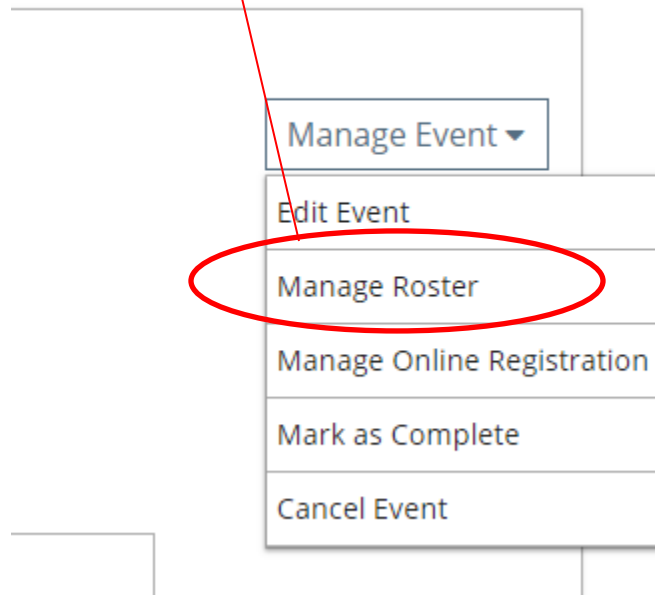 Manage Event
Edit Event
Manage Roster
Manage Online Registration
Mark as Complete
Cancel Event